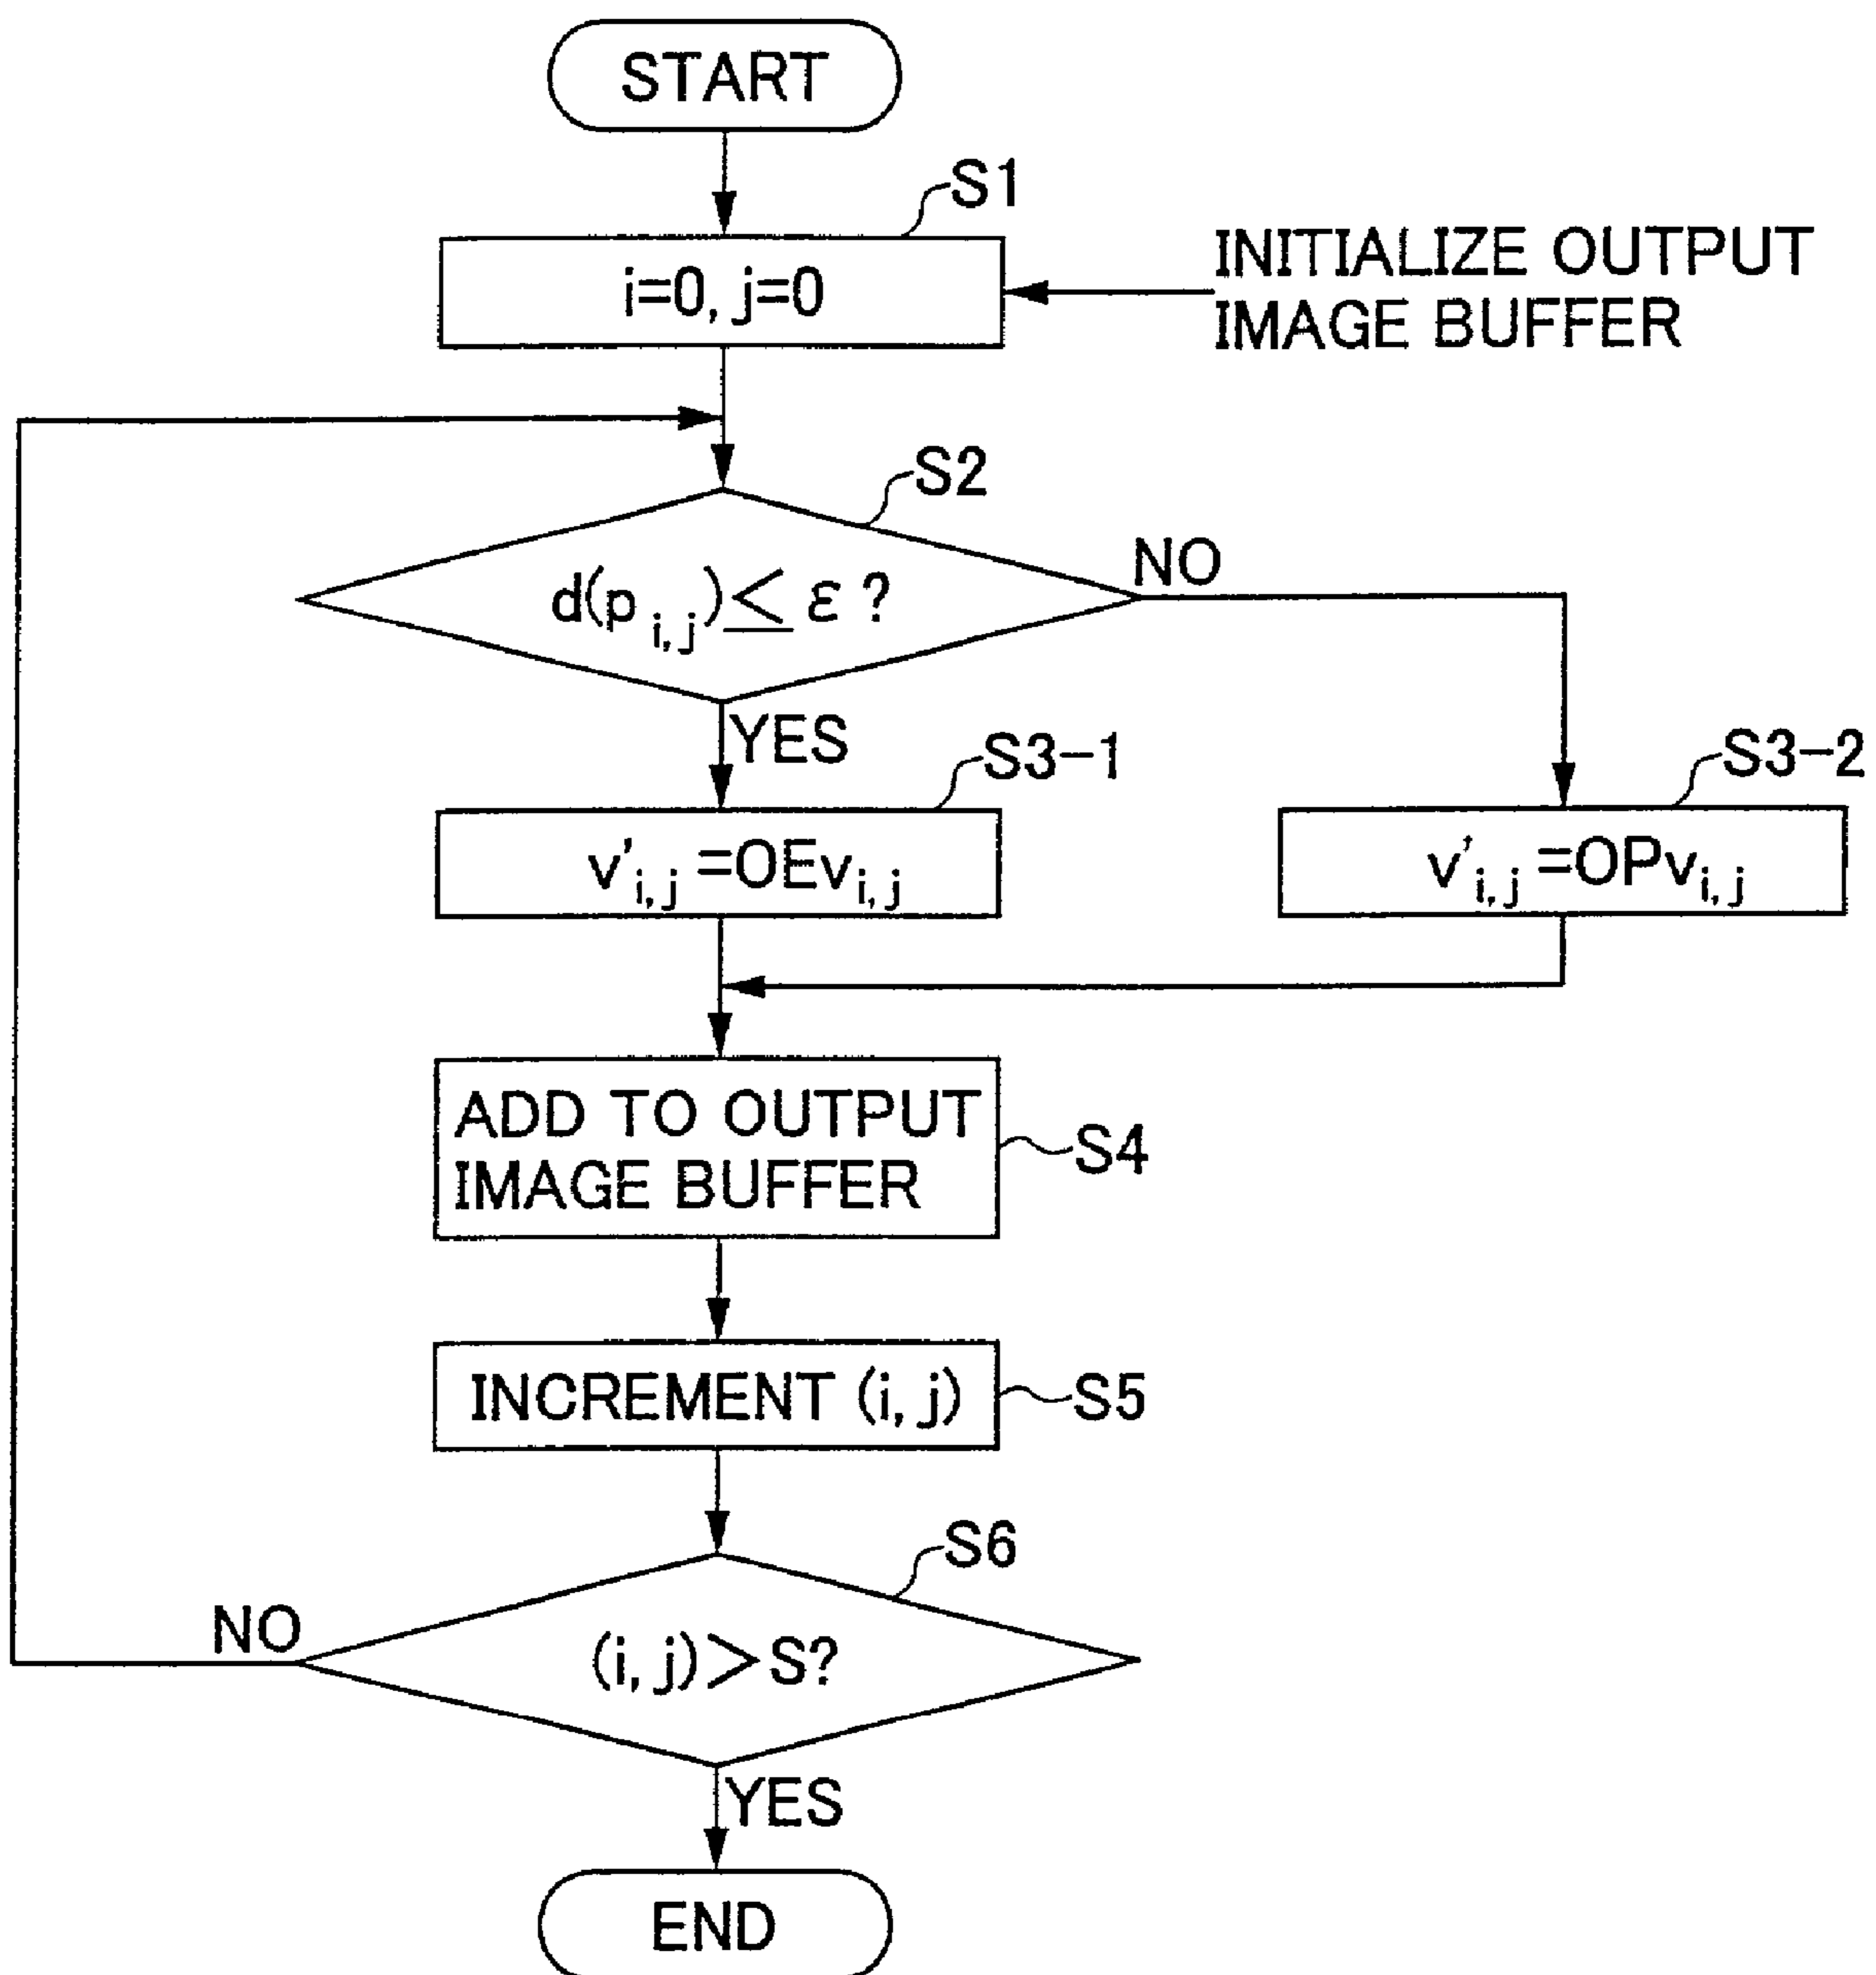 START
S1
i=0, j=0
INITIALIZE OUTPUT
IMAGE BUFFER
S2
d(p i,j) ≤ ε ?
NO
YES
S3-1
S3-2
v'i,j =OEvi,j
v'i,j =OPvi,j
ADD TO OUTPUT
IMAGE BUFFER
S4
INCREMENT (i, j)
S5
S6
NO
(i, j)>S?
YES
END